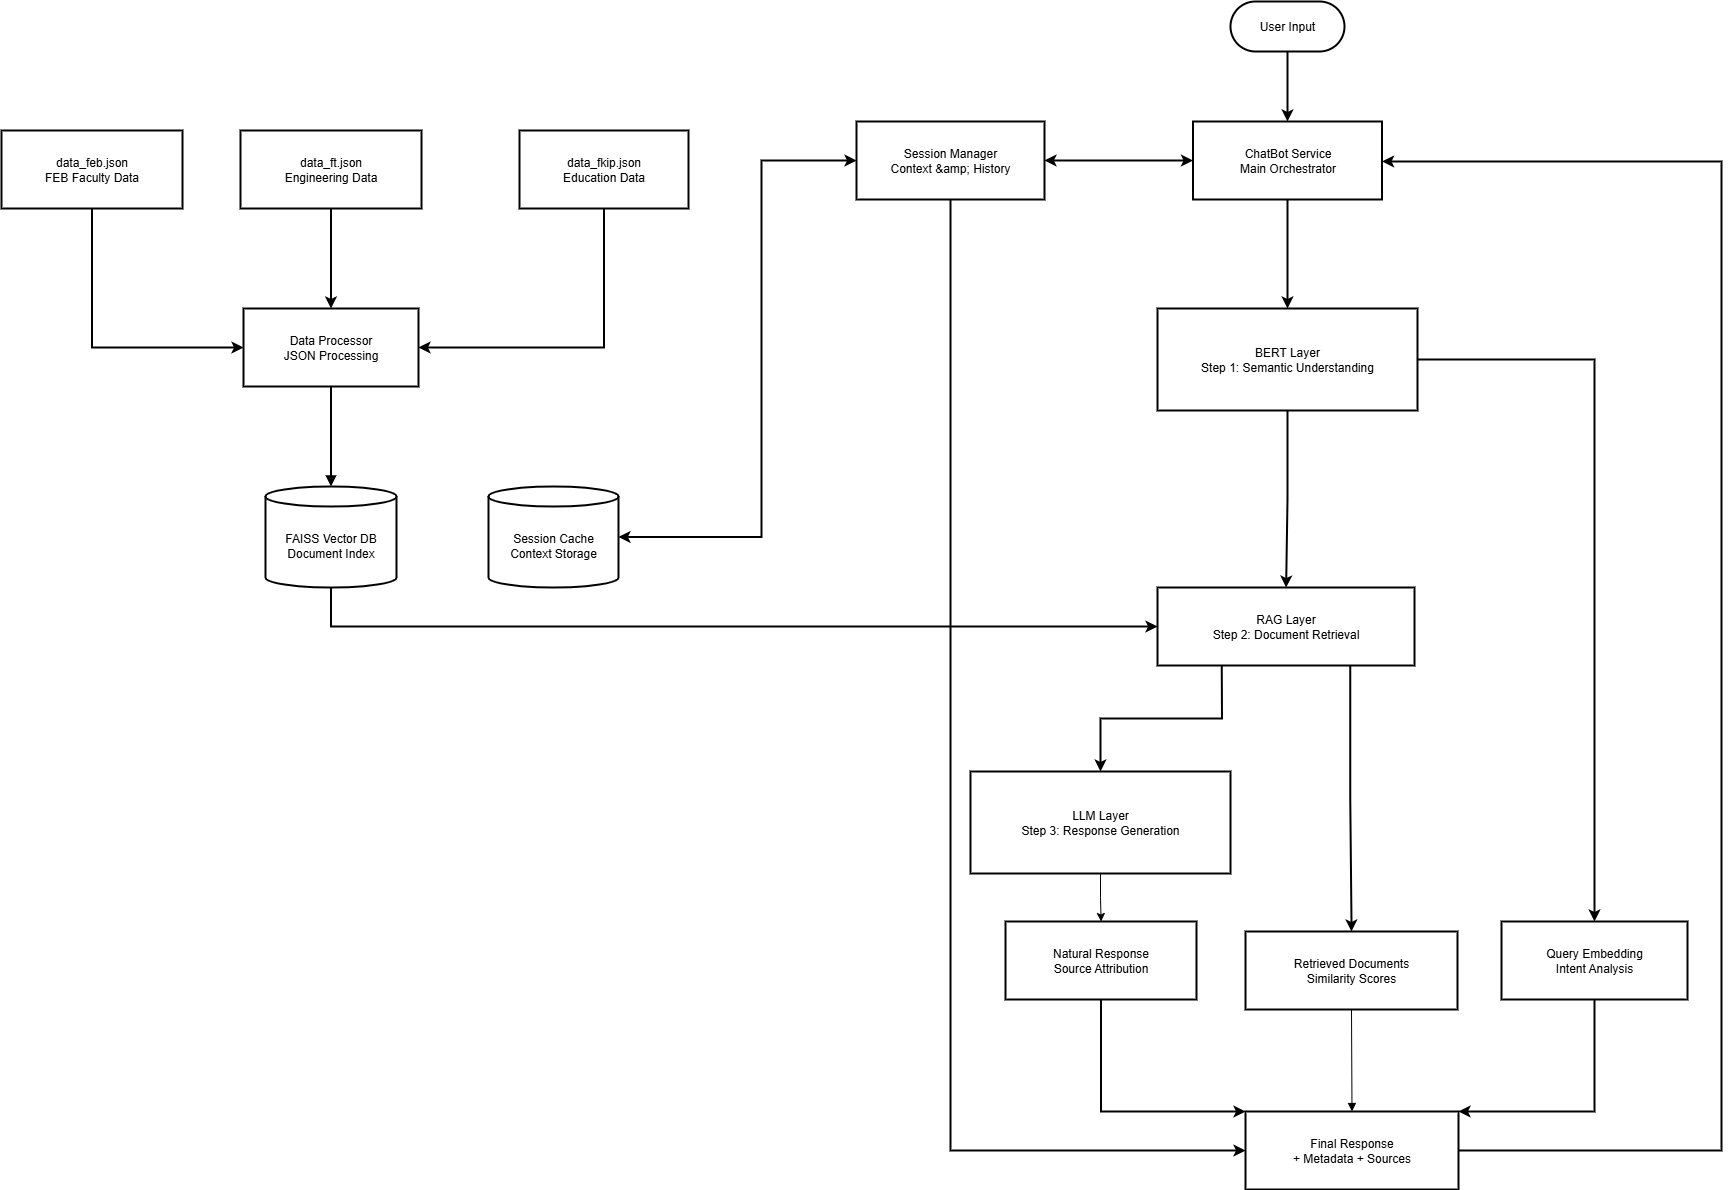 User Input
data_feb.json
FEB Faculty Data
data_ft.json
Engineering Data
data_fkip.json
Education Data
Session Manager
Context &amp; History
ChatBot Service
Main Orchestrator
Data Processor
JSON Processing
BERT Layer
Step 1: Semantic Understanding
FAISS Vector DB
Document Index
Session Cache
Context Storage
RAG Layer
Step 2: Document Retrieval
LLM Layer
Step 3: Response Generation
Natural Response
Source Attribution
Retrieved Documents
Similarity Scores
Query Embedding
Intent Analysis
Final Response
+ Metadata + Sources